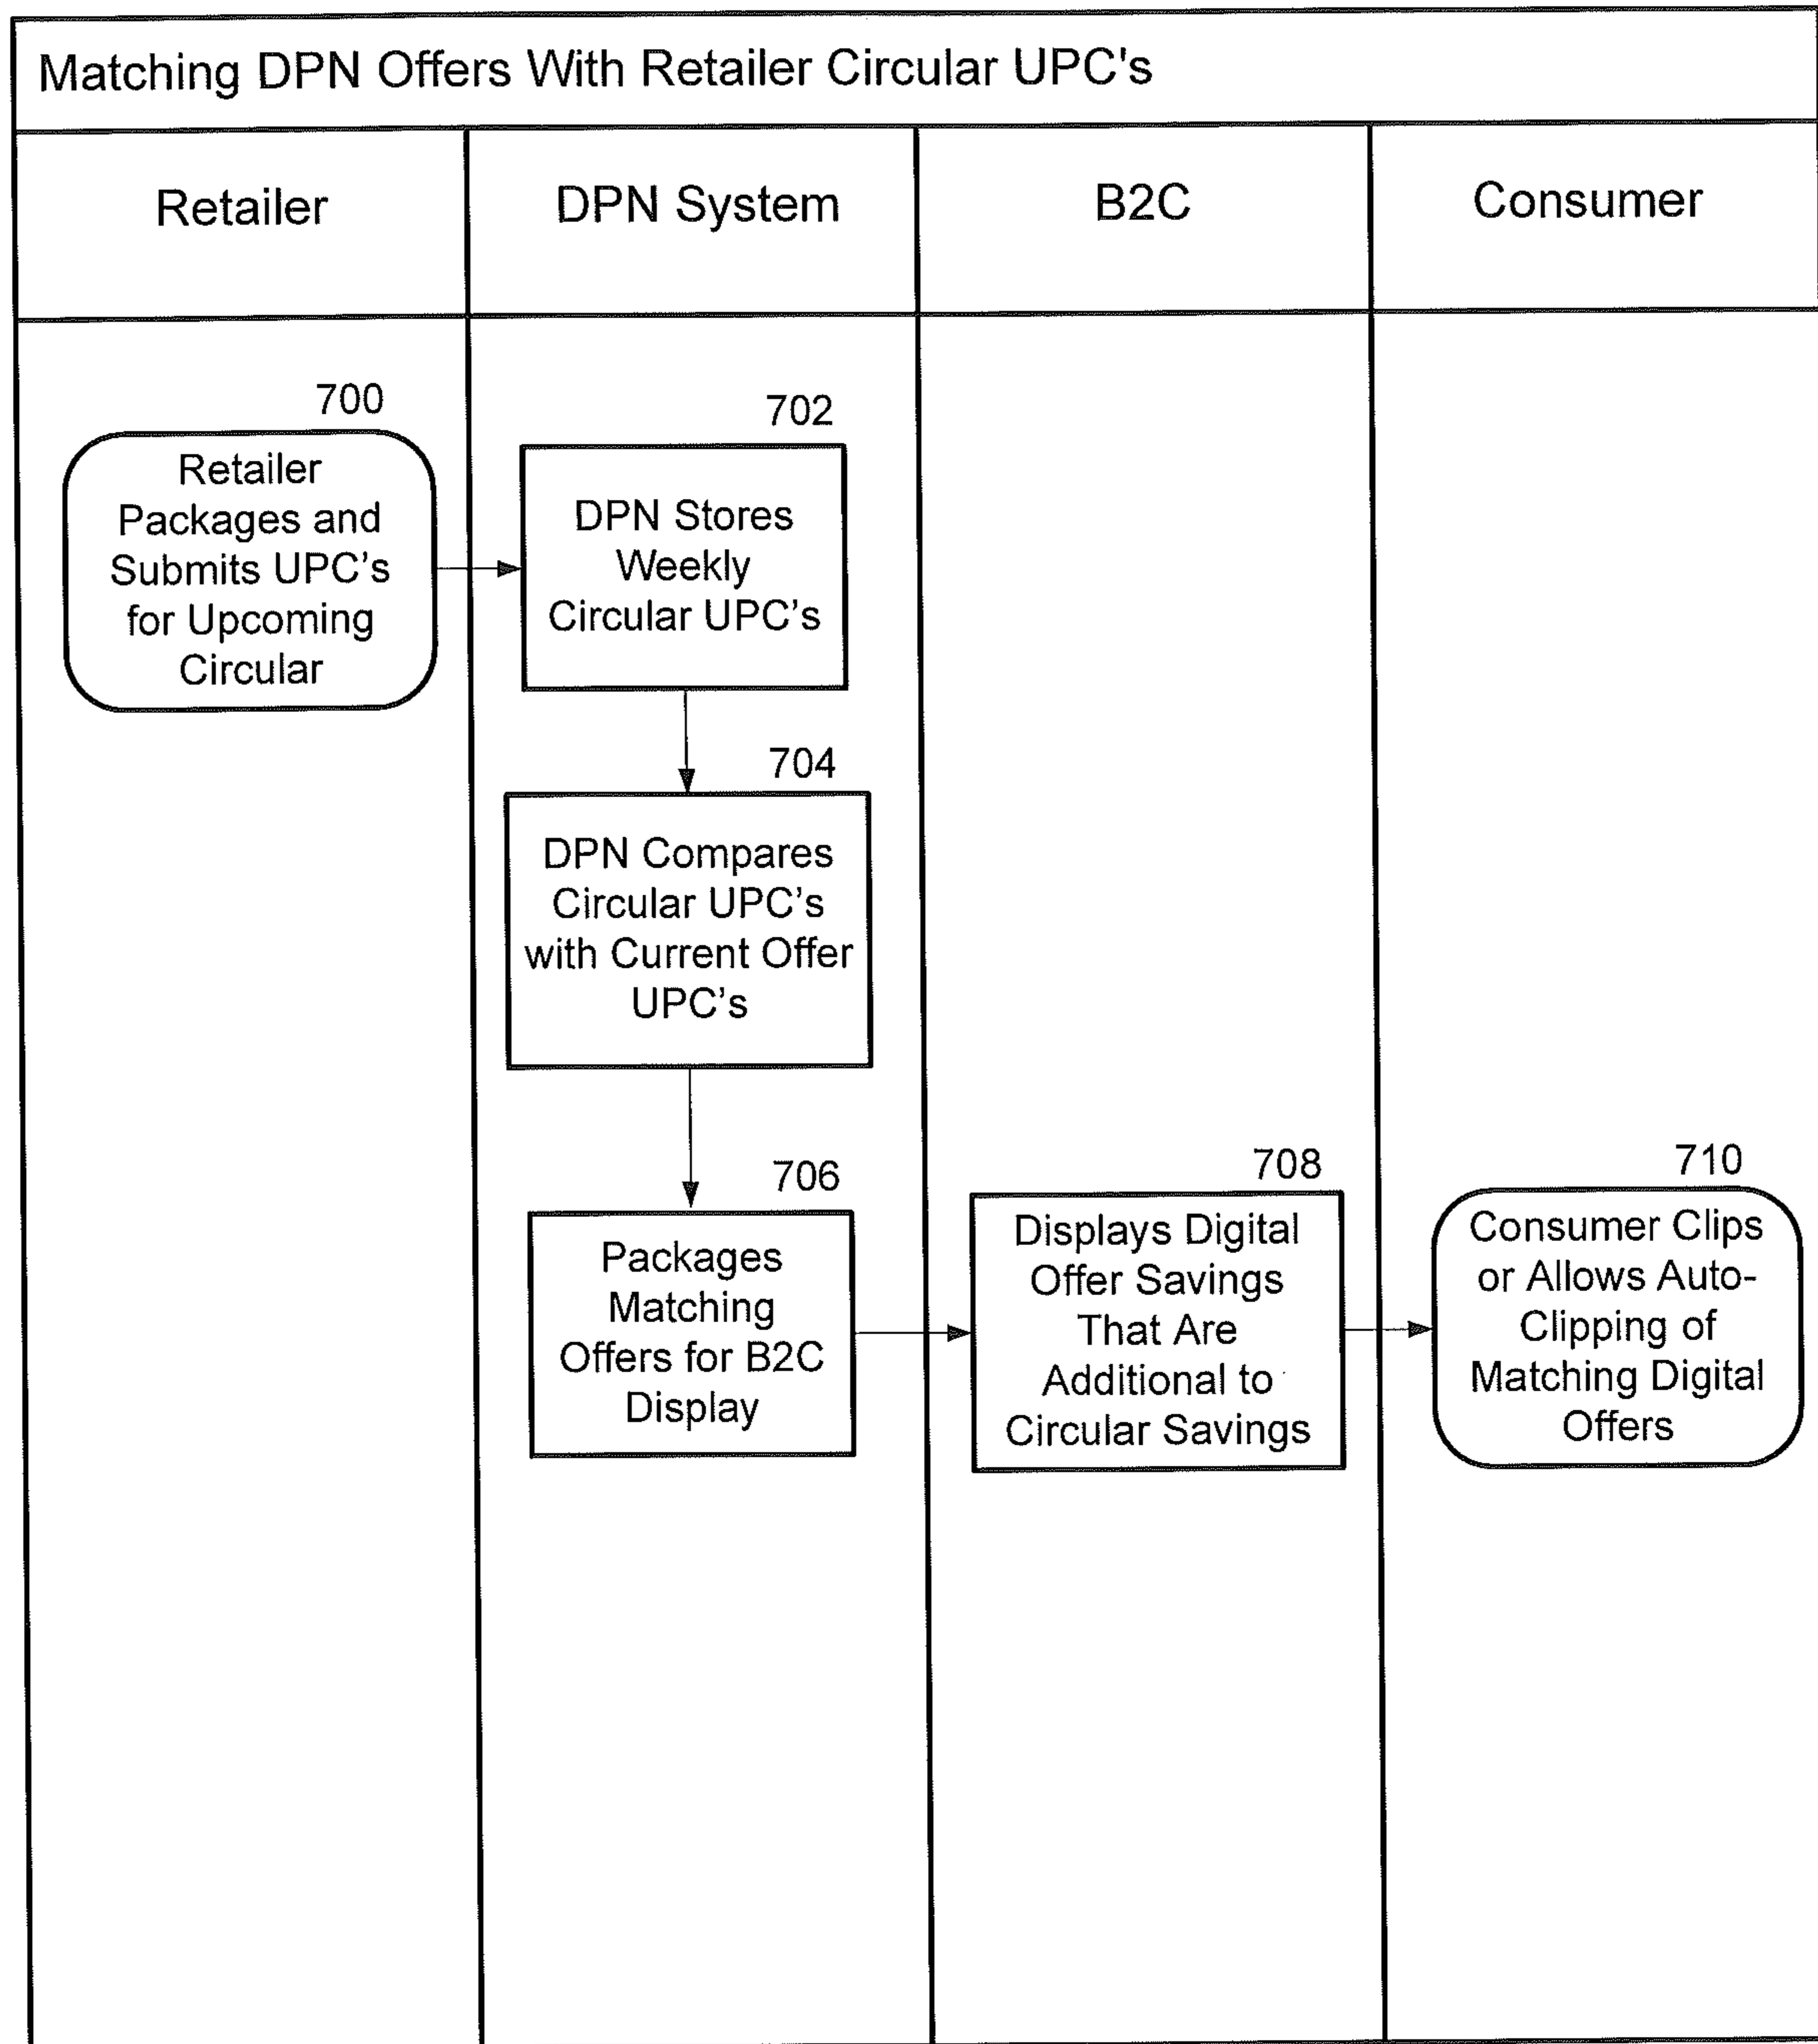 Matching DPN Offers With Retailer Circular UPC's
Retailer
DPN System
B2C
Consumer
700
Retailer
Packages and
Submits UPC's
for Upcoming
Circular
702
DPN Stores
Weekly
Circular UPC's
704
DPN Compares
Circular UPC's
with Current Offer
UPC's
706
Packages
Matching
Offers for B2C
Display
708
Displays Digital
Offer Savings
That Are
Additional to
Circular Savings
710
Consumer Clips
or Allows Auto-
Clipping of
Matching Digital
Offers